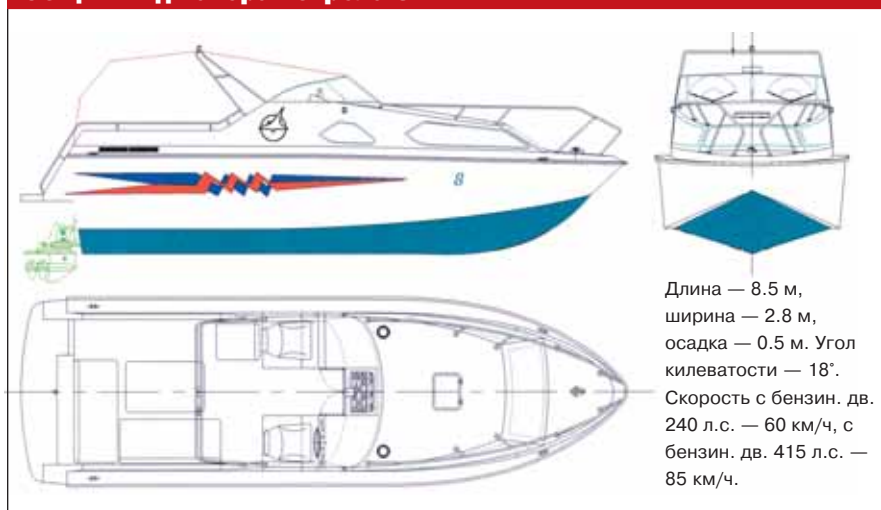 8
Длина — 8.5 м,
ширина — 2.8 м,
осадка — 0.5 м. Угол
килеватости — 18°.
Скорость с бензин. дв.
240 л.с. — 60 км/ч, с
бензин. дв. 415 л.с. —
85 км/ч.